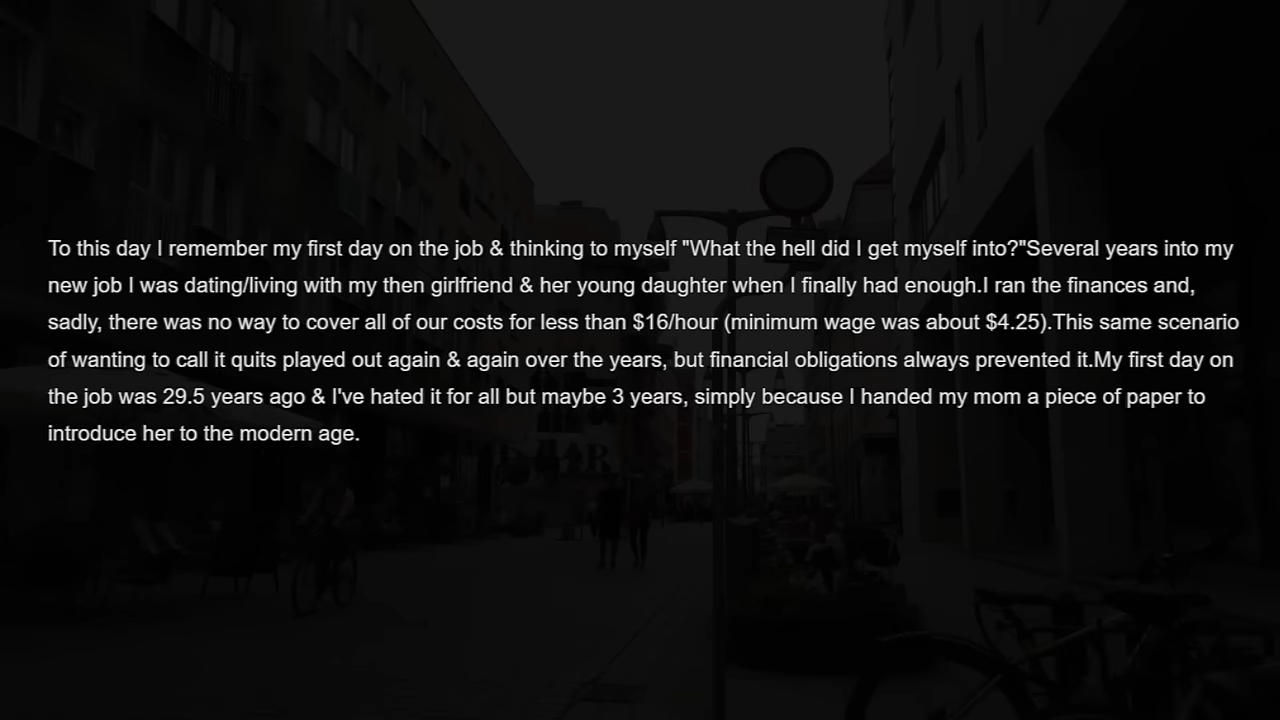 To this day I remember my first day on the job & thinking to myself "What the hell did I get myself into?"Several years into my
new job I was dating/living with my then girlfriend & her young daughter when I finally had enough.I ran the finances and,
sadly, there was no way to cover all of our costs for less than $16/hour (minimum wage was about $4.25).This same scenario
of wanting to call it quits played out again & again over the years, but financial obligations always prevented it.My first day on
the job was 29.5 years ago & I've hated it for all but maybe 3 years, simply because I handed my mom a piece of paper to
introduce her to the modern age.